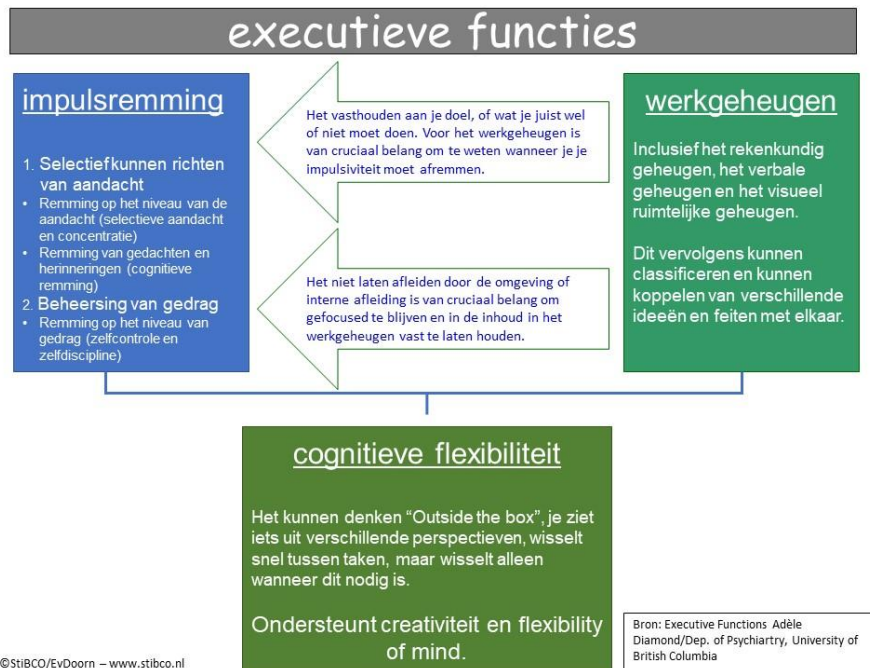 executieve functies
impulsremming
1. Selectief kunnen richten
van aandacht
• Remming op het niveau van de
aandacht (selectieve aandacht
en concentratie)
• Remming van gedachten en
herinneringen (cognitieve
remming)
2. Beheersing van gedrag
• Remming op het niveau van
gedrag (zelfcontrole en
zelfdiscipline)
Het vasthouden aan je doel, of wat je juist wel
of niet moet doen. Voor het werkgeheugen is
van cruciaal belang om te weten wanneer je je
impulsiviteit moet afremmen.
Het niet laten afleiden door de omgeving of
interne afleiding is van cruciaal belang om
gefocused te blijven en in de inhoud in het
werkgeheugen vast te laten houden.
werkgeheugen
Inclusief het rekenkundig
geheugen, het verbale
geheugen en het visueel
ruimtelijke geheugen.
Dit vervolgens kunnen
classificeren en kunnen
koppelen van verschillende
ideeën en feiten met elkaar.
cognitieve flexibiliteit
Het kunnen denken “Outside the box”, je ziet
iets uit verschillende perspectieven, wisselt
snel tussen taken, maar wisselt alleen
wanneer dit nodig is.
Ondersteunt creativiteit en flexibility
of mind.
Bron: Executive Functions Adèle
Diamond/Dep. of Psychiartry, University of
British Columbia
©StiBCO/EvDoorn – www.stibco.nl